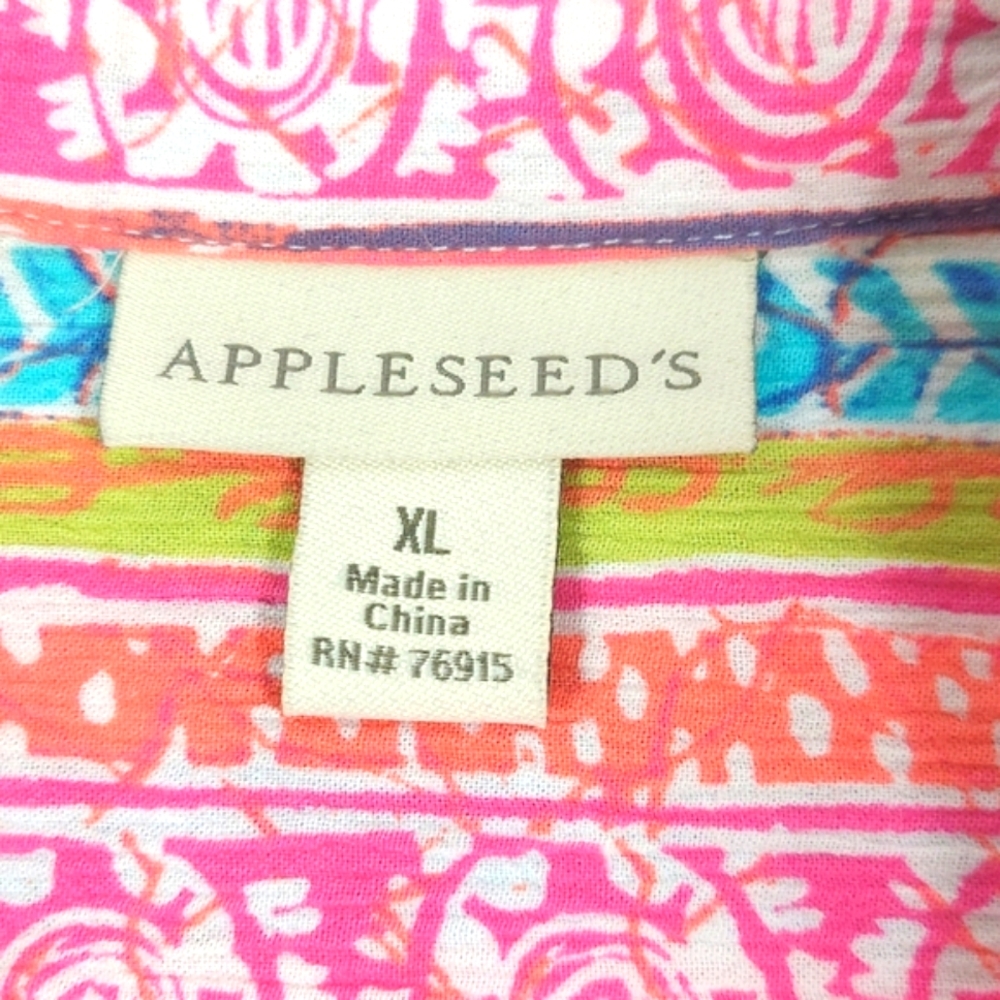 APPLESEED'S
XL
Made in
China
RN# 76915